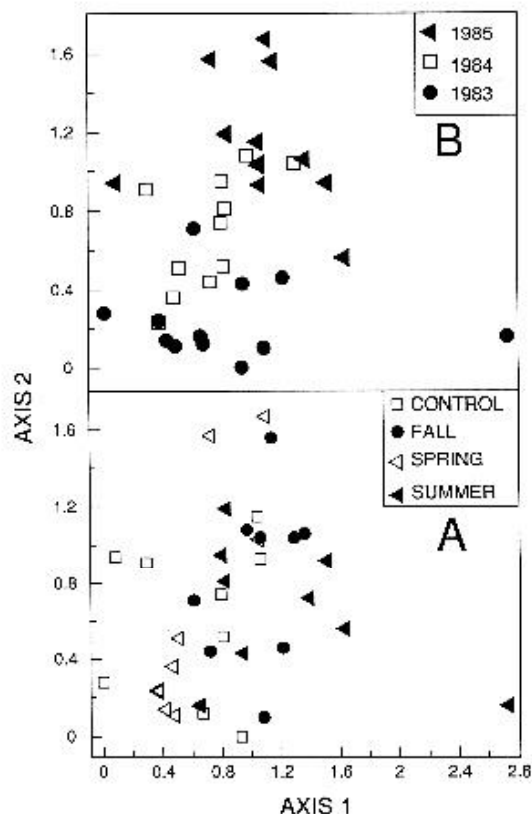 1985
1984
1983
B
1.6
1.2
0.8
0.4
0
AXIS 2
CONTROL
FALL
SPRING
SUMMER
A
1.6
1.2
0.8
0.4
0
0 0.4 0.8 1.2 1.6 2 2.4 2.8
AXIS 1